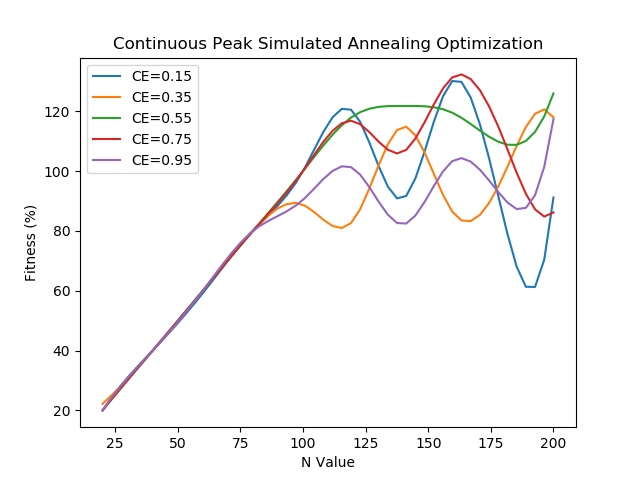 Continuous Peak Simulated Annealing Optimization
CE=0.15
CE=0.35
CE=0.55
CE=0.75
CE=0.95
Fitness (%)
120
100
80
60
40
20
25 50 75 100 125 150 175 200
N Value